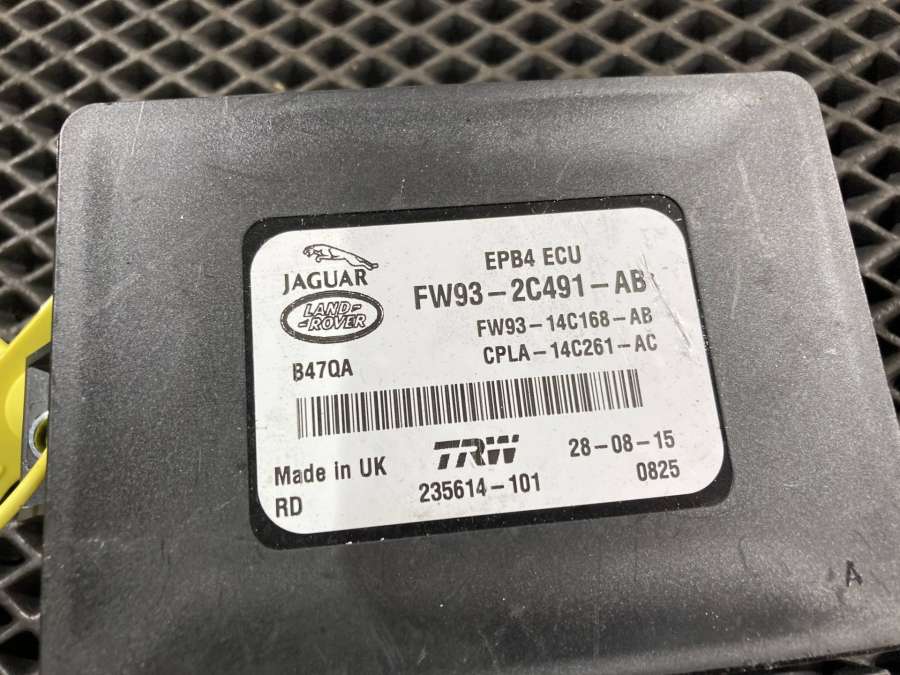 JAGUAR
LAND-
-ROVER
EPB4 ECU
FW93-2C491-AB
FW93-14C168-AB
CPLA-14C261-AC
B47QA
Made in UK
RD
TRW
235614-101
28-08-15
0825
A